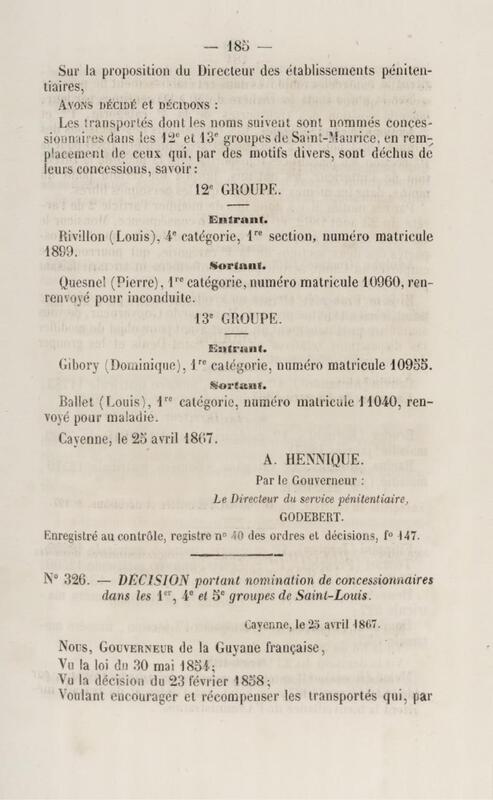 — 185 —
Sur la proposition du Directeur des établissements péniten-
tiaires,
AVONS DÉCIDÉ et DÉCIDONS :
Les transportés dont les noms suivent sont nommés conces-
sionnaires dans les 12e et 13e groupes de Saint-Maurice, en rem-
placement de ceux qui, par des motifs divers, sont déchus de
leurs concessions, savoir :
12e GROUPE.
Entrant.
Rivillon (Louis), 4e catégorie, 1re section, numéro matricule
1899.
Sortant.
Quesnel (Pierre), 1re catégorie, numéro matricule 10960, ren-
renvoyé pour inconduite.
13e GROUPE.
Entrant.
Gibory (Dominique), 1re catégorie, numéro matricule 10955.
Sortant.
Ballet (Louis), 1re catégorie, numéro matricule 11040, ren-
voyé pour maladie.
Cayenne, le 25 avril 1867.
A. HENNIQUE.
Par le Gouverneur :
Le Directeur du service pénitentiaire,
GODEBERT.
Enregistré au contrôle, registre no 40 des ordres et décisions, fo 147.
No 326. — DÉCISION portant nomination de concessionnaires
dans les 1er, 4e et 5e groupes de Saint-Louis.
Cayenne, le 25 avril 1867.
NOUS, GOUVERNEUR de la Guyane française,
Vu la loi du 30 mai 1854 ;
Vu la décision du 23 février 1858 ;
Voulant encourager et récompenser les transportés qui, par